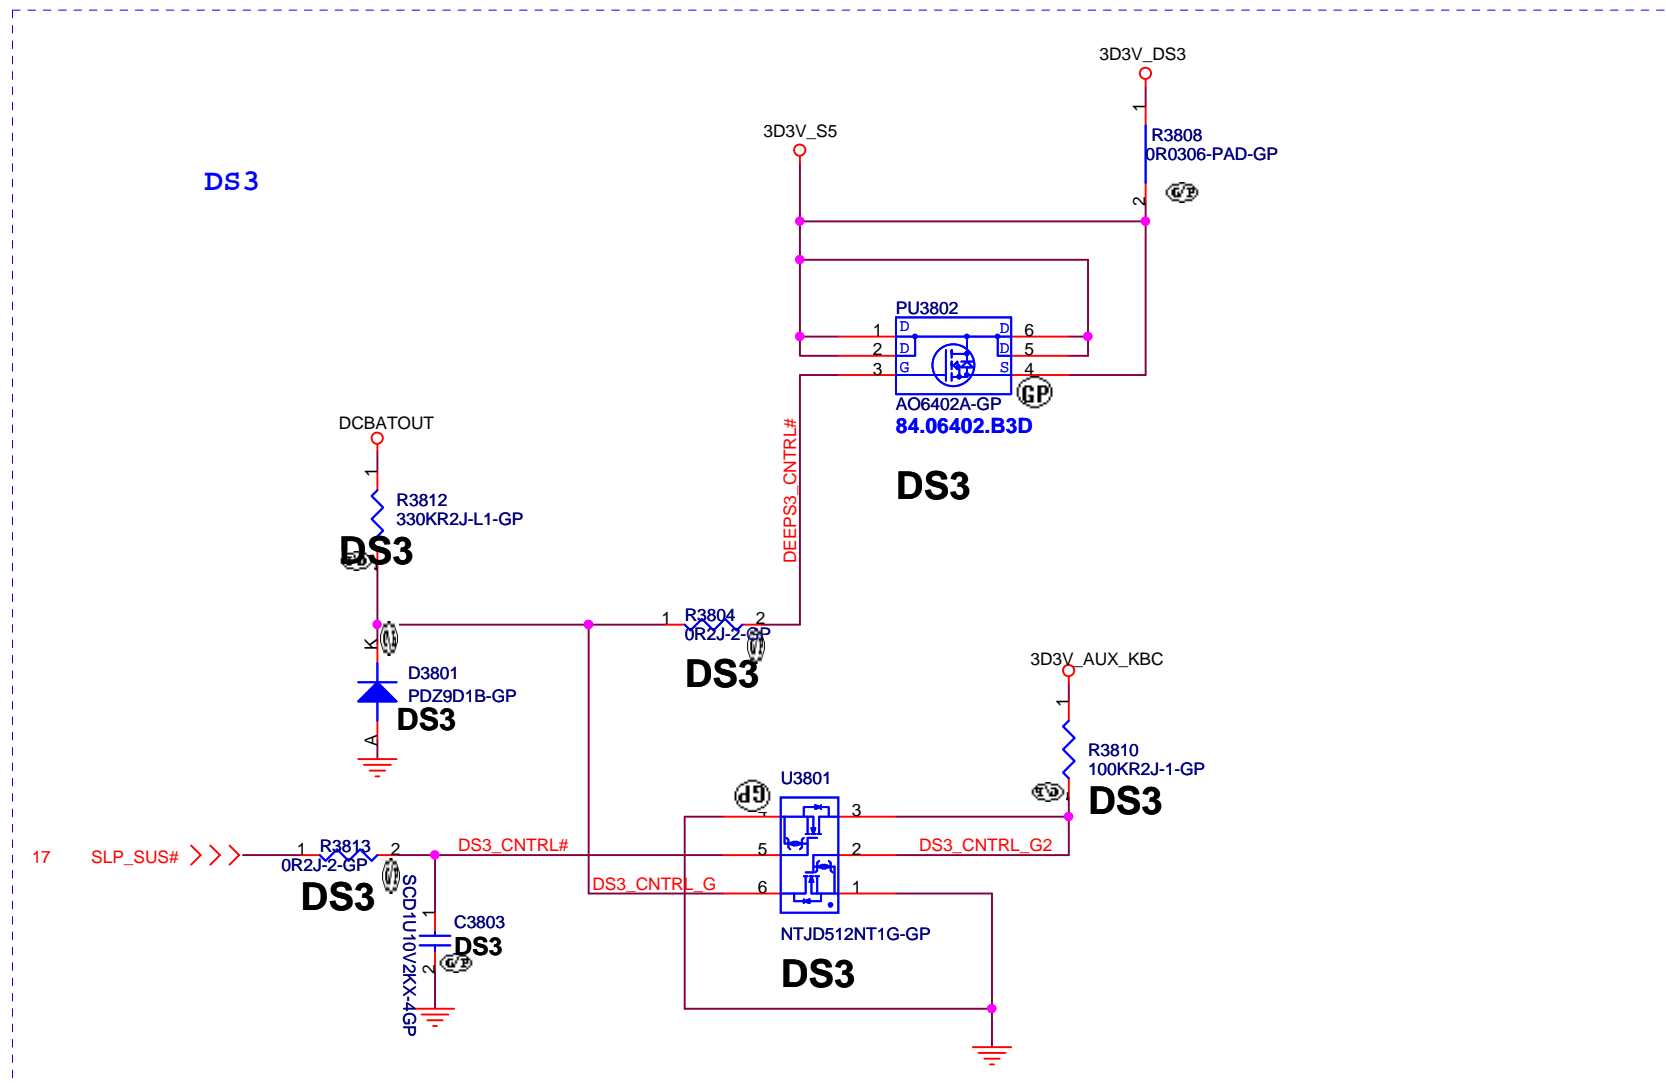 3D3V_DS3
1
R3808
0R0306-PAD-GP
2
G/P
3D3V_S5
DS3
PU3802
1
D
D
6
2
D
D
5
3
G
S
4
GP
AO6402A-GP
84.06402.B3D
DS3
DEEPS3_CNTRL#
DCBATOUT
1
R3812
330KR2J-L1-GP
DS3
1
R3804
2
0R2J-2-GP
DS3
K
D3801
PDZ9D1B-GP
DS3
A
3D3V_AUX_KBC
1
R3810
100KR2J-1-GP
DS3
U3801
GP
3
17
SLP_SUS#
1
R3813
2
0R2J-2-GP
DS3
DS3_CNTRL#
5
2
DS3_CNTRL_G2
DS3_CNTRL_G
6
1
SCD1U10V2KX-4GP
1
C3803
DS3
2
G/P
NTJD512NT1G-GP
DS3